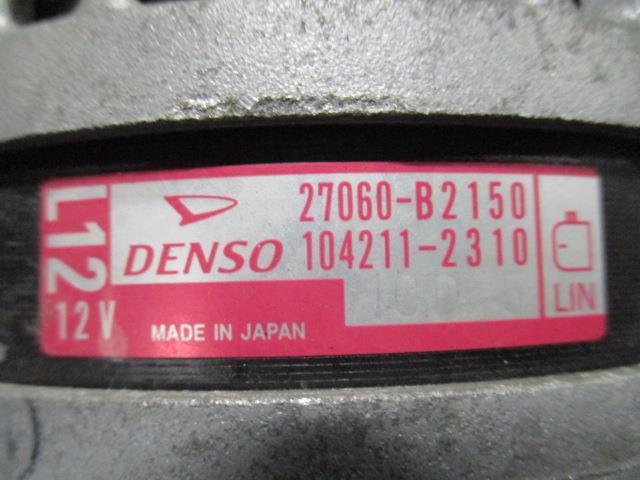 L12
12V
27060-B2150
DENSO 104211-2310
MADE IN JAPAN
LIN